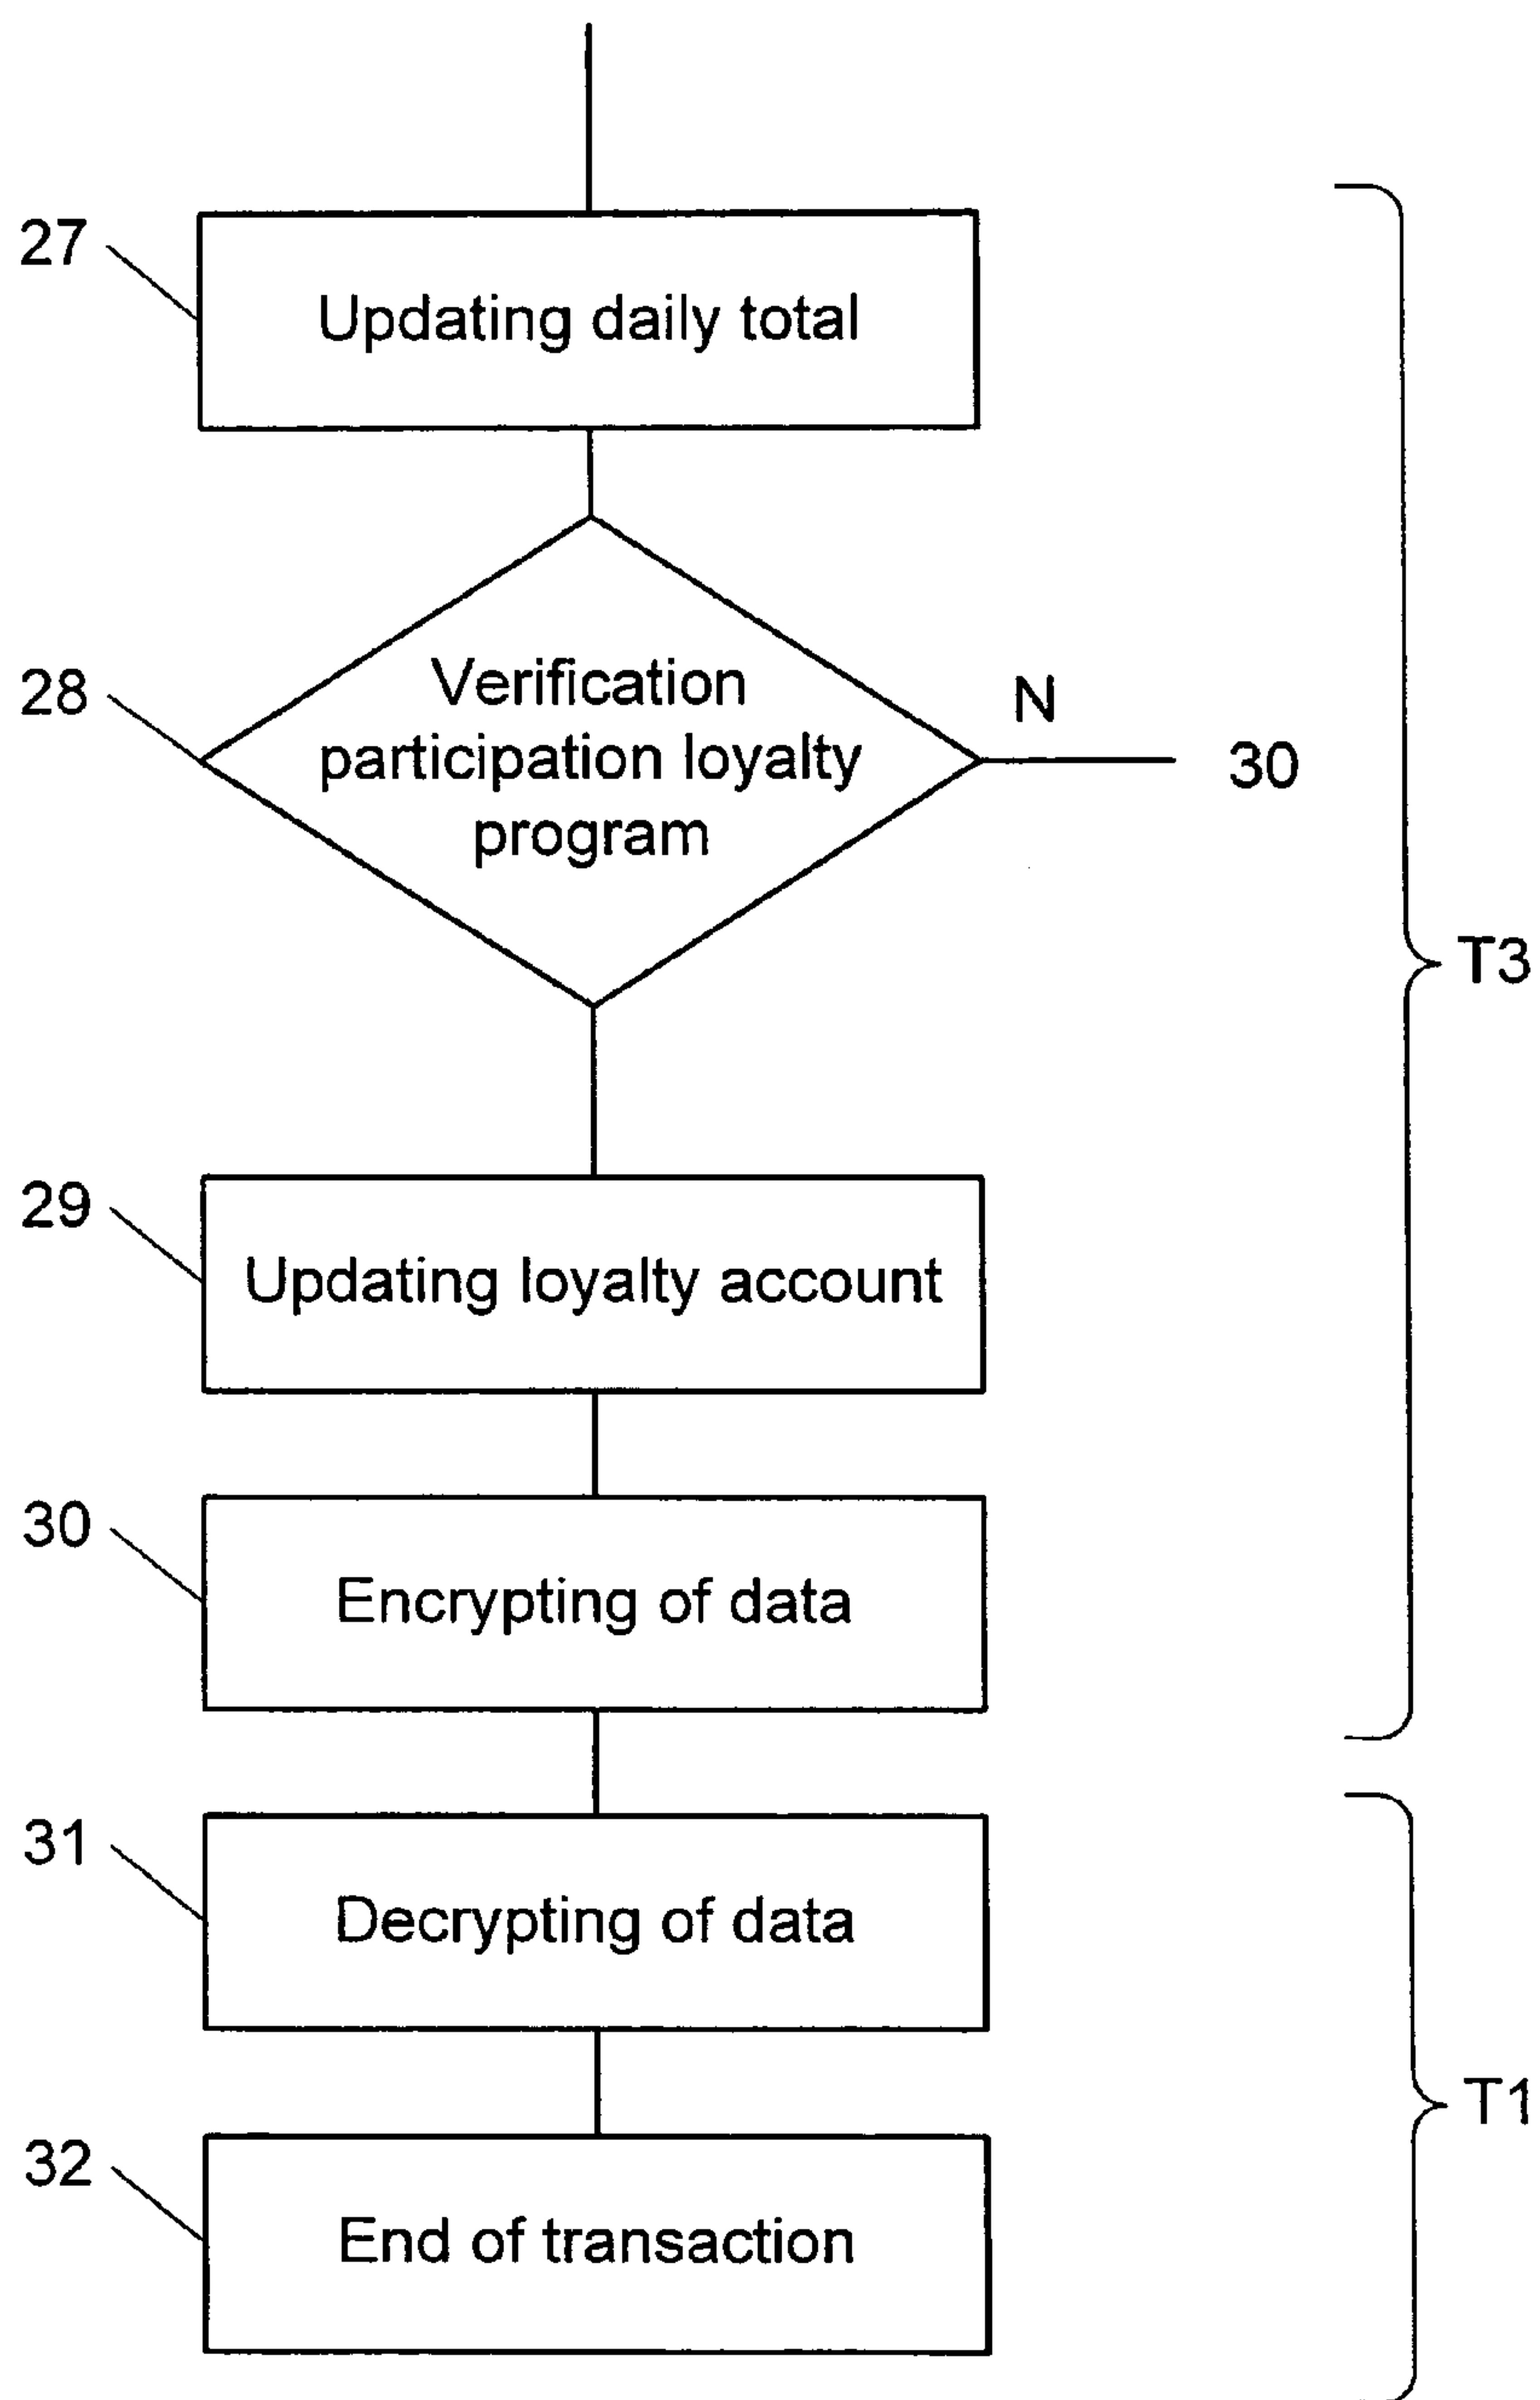 27
Updating daily total
28
Verification
participation loyalty
program
N
30
T3
29
Updating loyalty account
30
Encrypting of data
31
Decrypting of data
T1
32
End of transaction